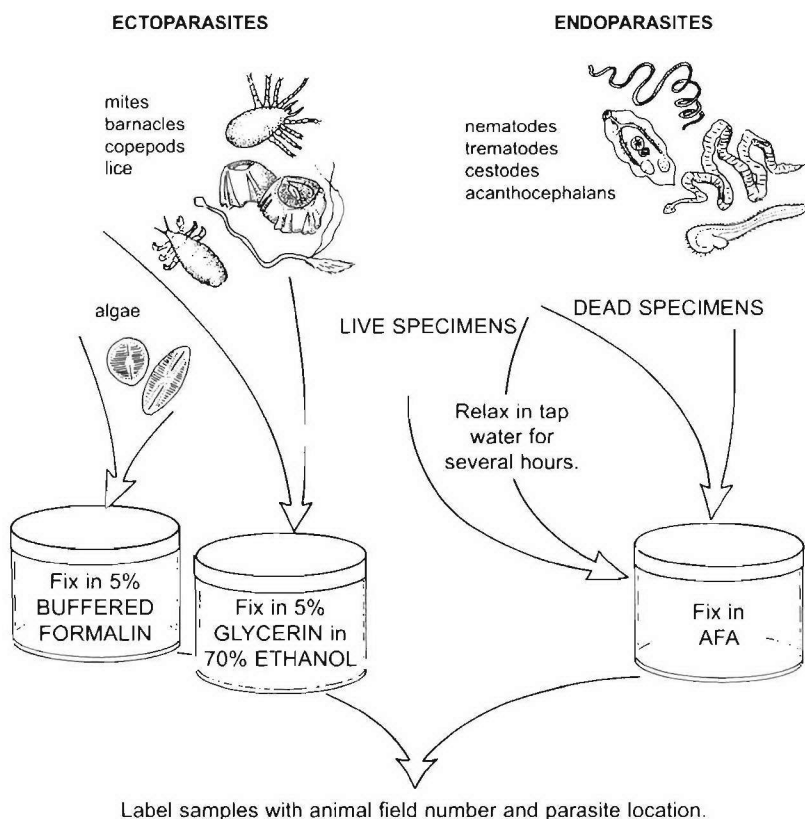 ECTOPARASITES
mites
barnacles
copepods
lice
algae
Fix in 5%
BUFFERED
FORMALIN
Fix in 5%
GLYCERIN in
70% ETHANOL
ENDOPARASITES
nematodes
trematodes
cestodes
acanthocephalans
LIVE SPECIMENS
DEAD SPECIMENS
Relax in tap
water for
several hours.
Fix in
AFA
Label samples with animal field number and parasite location.